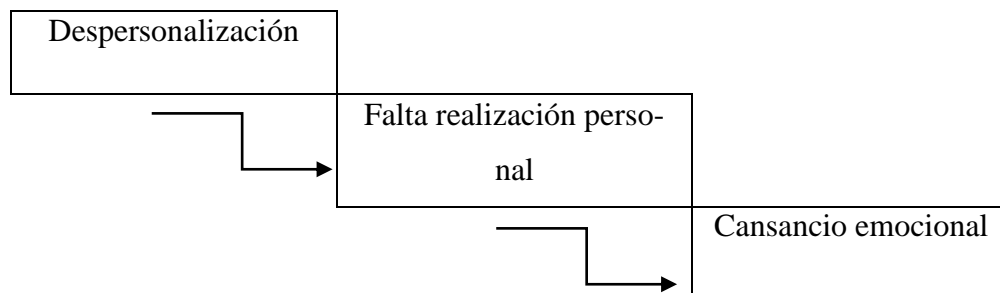 Despersonalización
Falta realización perso-
nal
Cansancio emocional